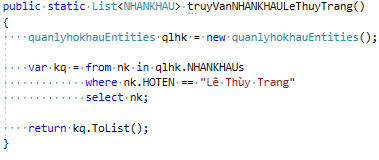 public static List<NHANKHAU> truyVanNHANKHAULeThuyTrang()
{
quanlyhokhauEntities qlhk = new quanlyhokhauEntities();
var kq = from nk in qlhk.NHANKHAUs
where nk.HOTEN == "Lê Thùy Trang"
select nk;
return kq.ToList();
}